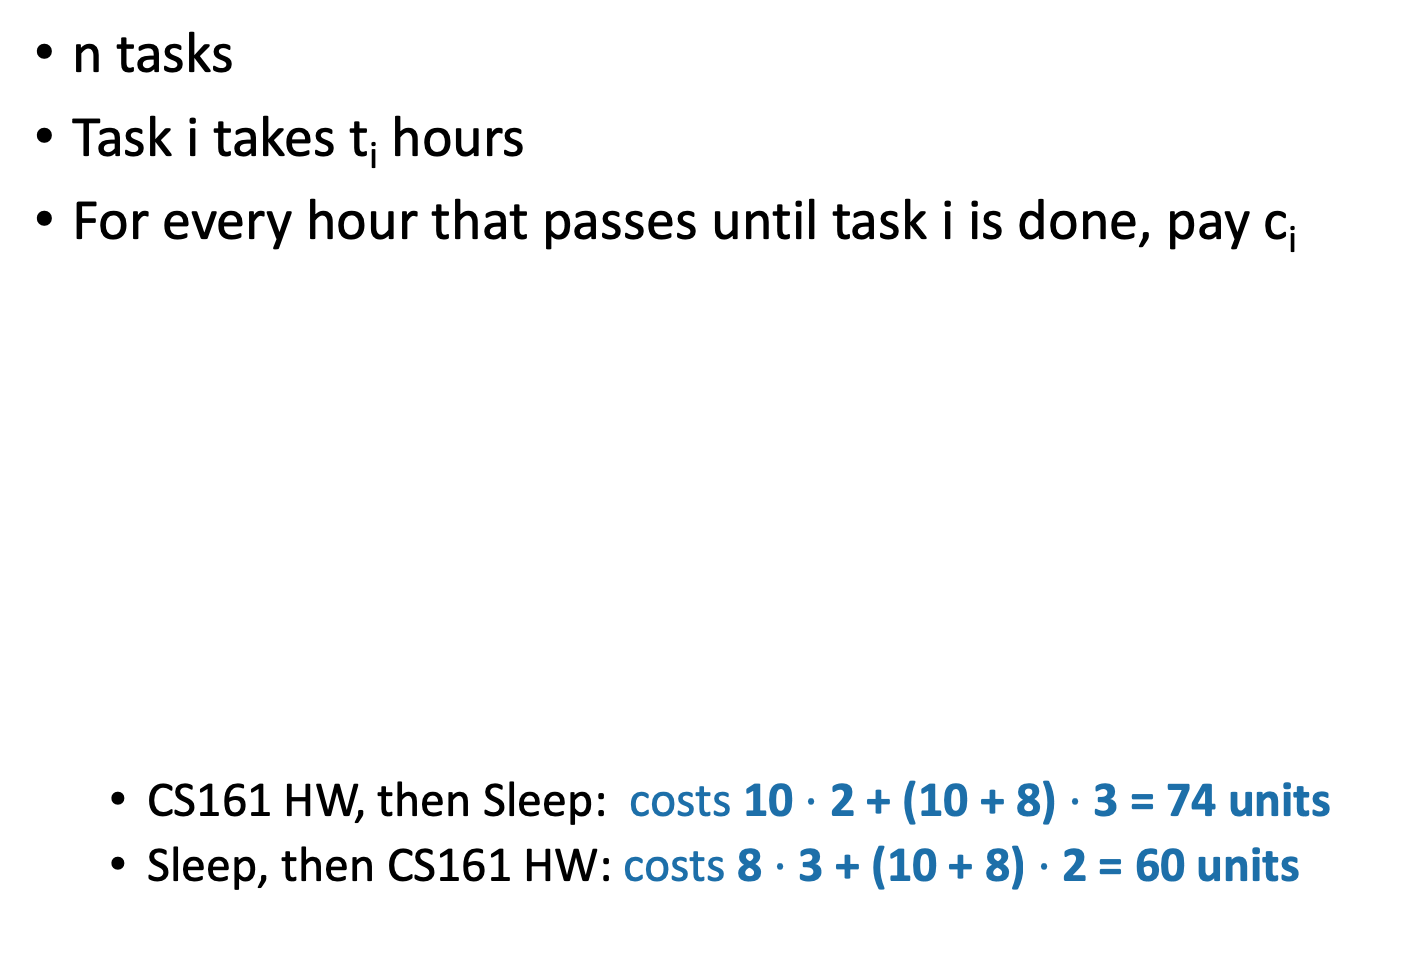 • n tasks
• Task i takes tᵢ hours
• For every hour that passes until task i is done, pay cᵢ
• CS161 HW, then Sleep: costs 10 · 2 + (10 + 8) · 3 = 74 units
• Sleep, then CS161 HW: costs 8 · 3 + (10 + 8) · 2 = 60 units